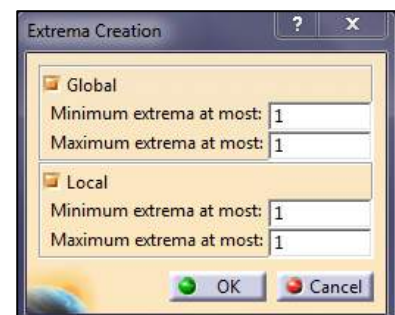 Extrema Creation ? X
Global
Minimum extrema at most: 1
Maximum extrema at most: 1
Local
Minimum extrema at most: 1
Maximum extrema at most: 1
OK Cancel